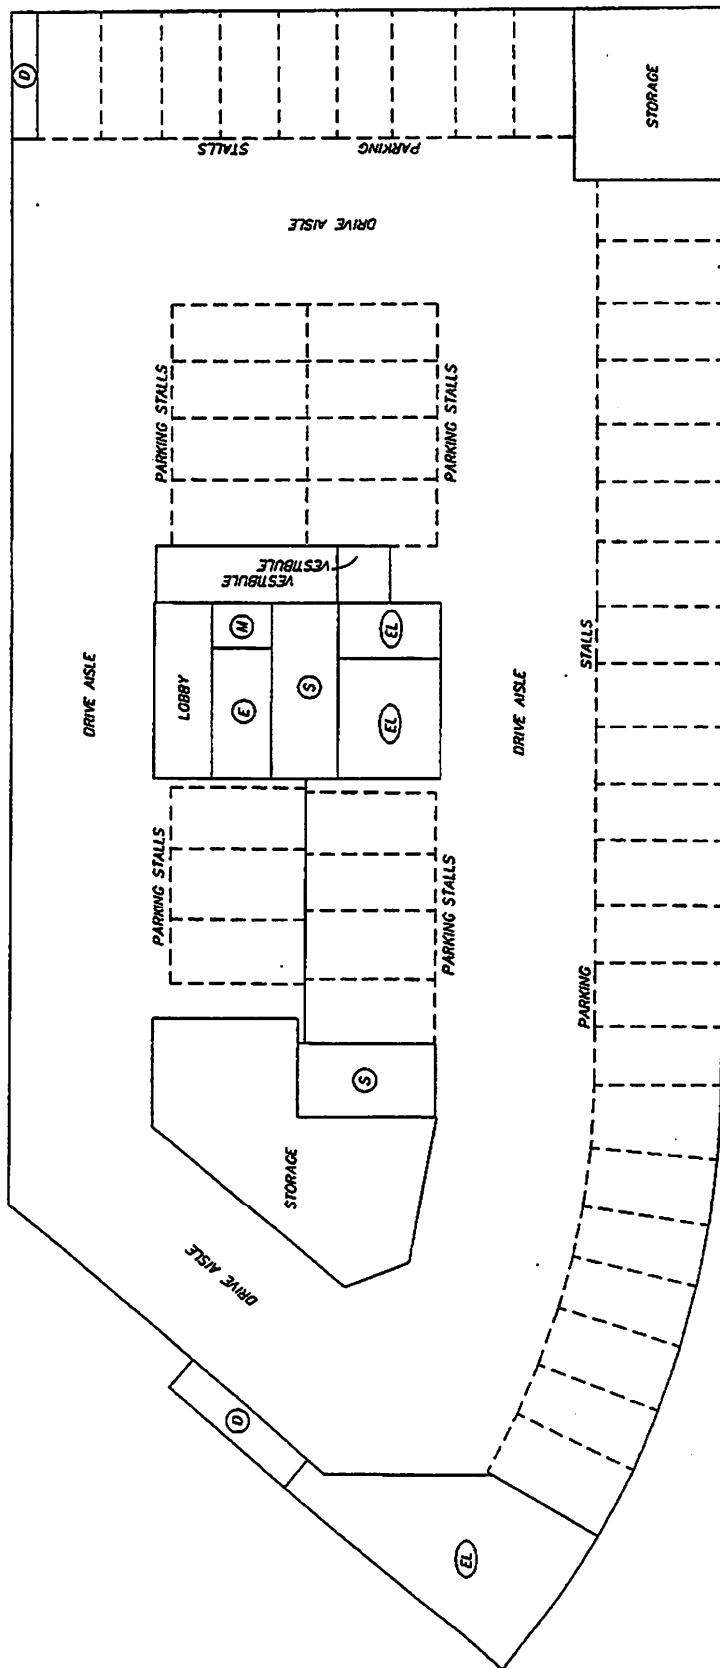 D
STALLS
PARKING
STORAGE
DRIVE AISLE
PARKING STALLS
PARKING STALLS
VESTIBULE
VESTIBULE
DRIVE AISLE
LOBBY
M
E
S
EL
EL
DRIVE AISLE
STALLS
PARKING STALLS
PARKING STALLS
PARKING
S
STORAGE
DRIVE AISLE
D
EL